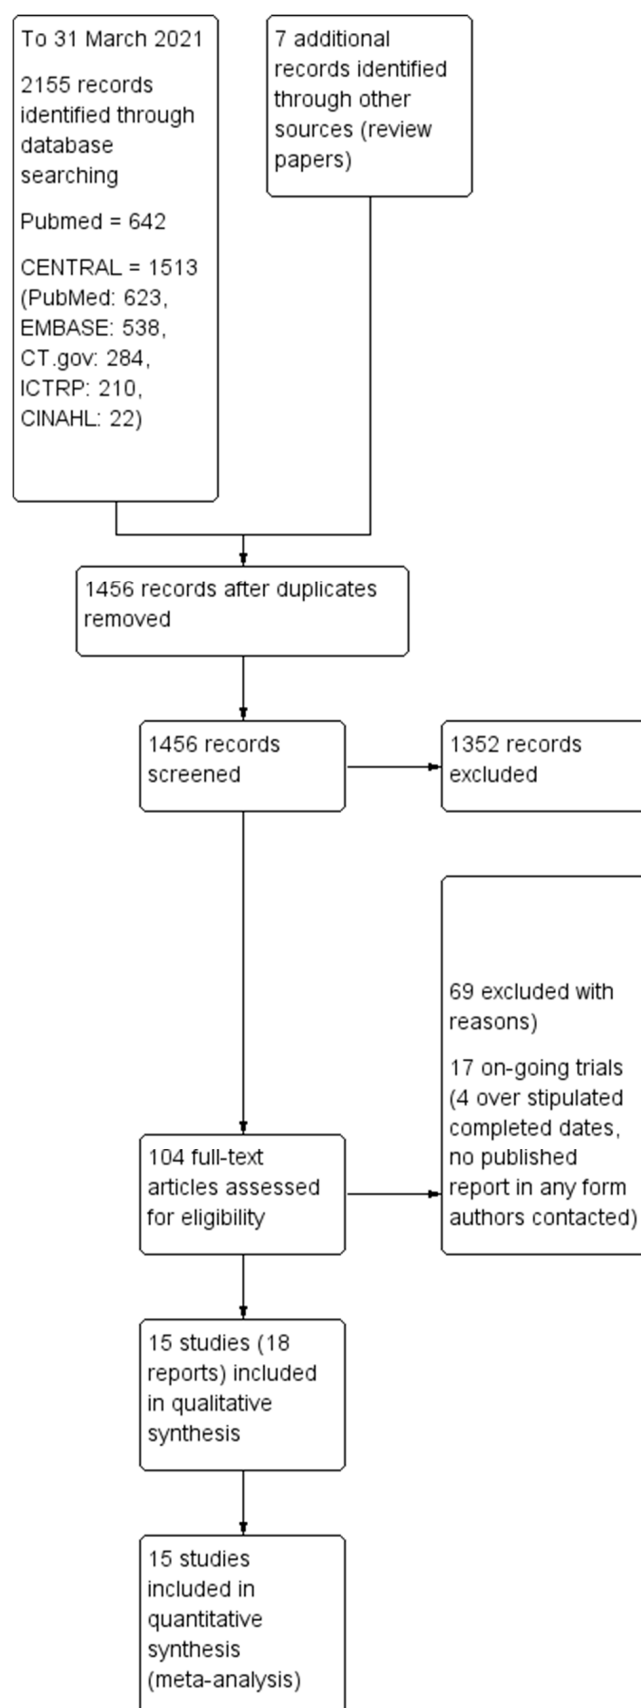 To 31 March 2021
2155 records
identified through
database
searching
Pubmed = 642
CENTRAL = 1513
(PubMed: 623,
EMBASE: 538,
CT.gov: 284,
ICTRP: 210,
CINAHL: 22)
7 additional
records identified
through other
sources (review
papers)
1456 records after duplicates
removed
1456 records
screened
1352 records
excluded
69 excluded with
reasons)
17 on-going trials
(4 over stipulated
completed dates,
no published
report in any form
authors contacted)
104 full-text
articles assessed
for eligibility
15 studies (18
reports) included
in qualitative
synthesis
15 studies
included in
quantitative
synthesis
(meta-analysis)